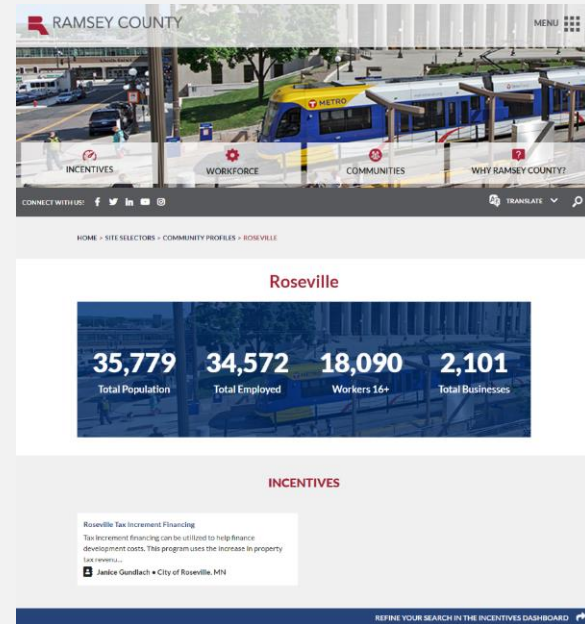 RAMSEY COUNTY
MENU
METRO
INCENTIVES
WORKFORCE
COMMUNITIES
WHY RAMSEY COUNTY?
CONNECT WITH US!
TRANSLATE
HOME > SITE SELECTORS > COMMUNITY PROFILES > ROSEVILLE
Roseville
35,779 34,572 18,090 2,101
Total Population Total Employed Workers 16+ Total Businesses
INCENTIVES
Roseville Tax Increment Financing
Tax increment financing can be utilized to help finance
development costs. This program uses the increase in property
tax revenu...
Janice Gundlach • City of Roseville, MN
REFINE YOUR SEARCH IN THE INCENTIVES DASHBOARD